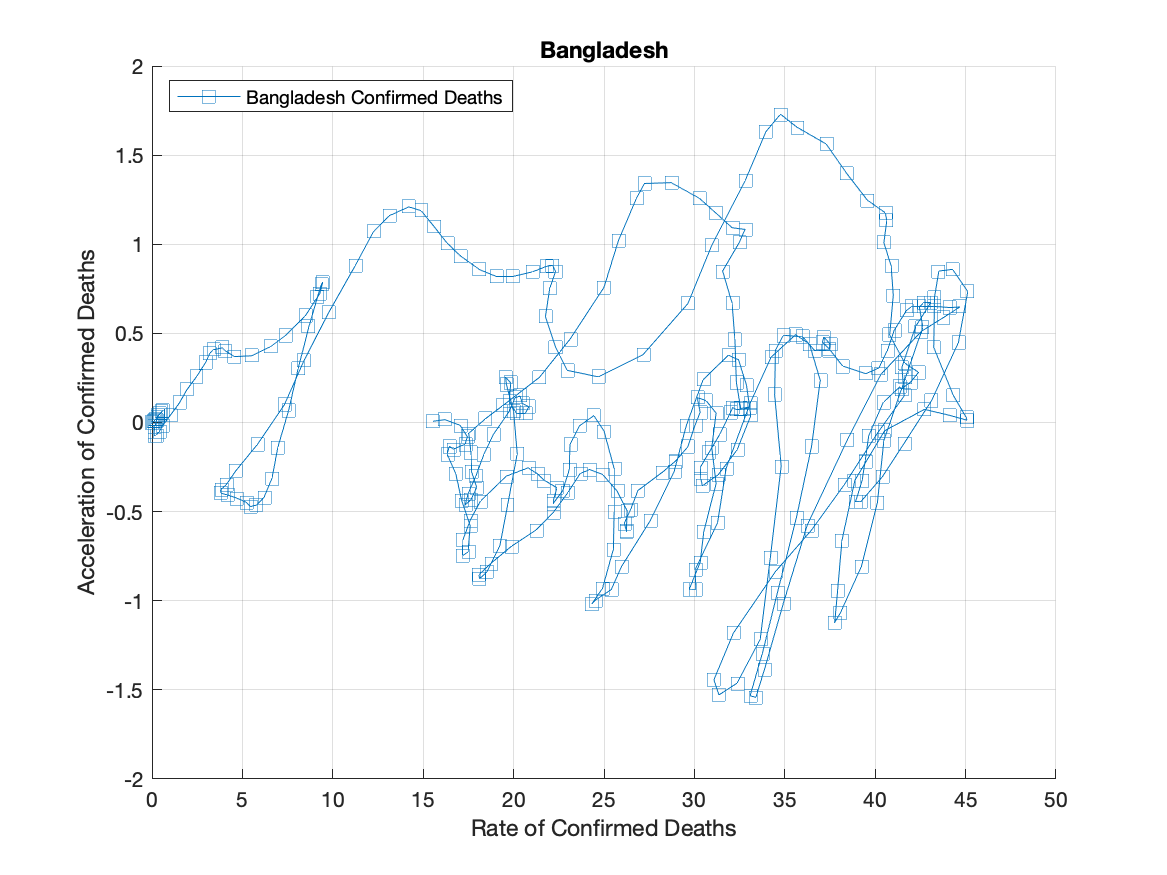 Bangladesh
Bangladesh Confirmed Deaths
Acceleration of Confirmed Deaths
2
1.5
1
0.5
0
-0.5
-1
-1.5
-2
0 5 10 15 20 25 30 35 40 45 50
Rate of Confirmed Deaths